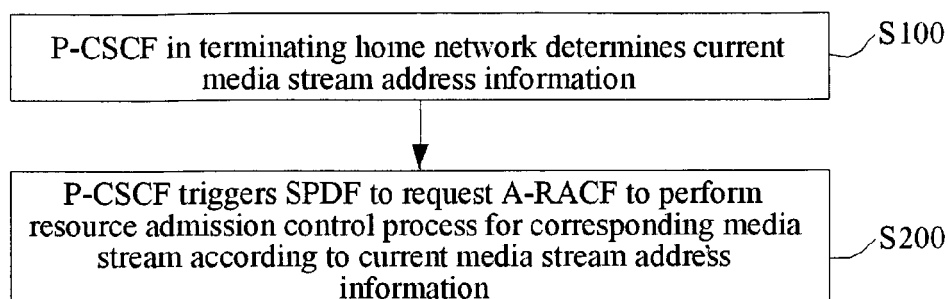 P-CSCF in terminating home network determines current
media stream address information
S100
P-CSCF triggers SPDF to request A-RACF to perform
resource admission control process for corresponding media
stream according to current media stream address
information
S200